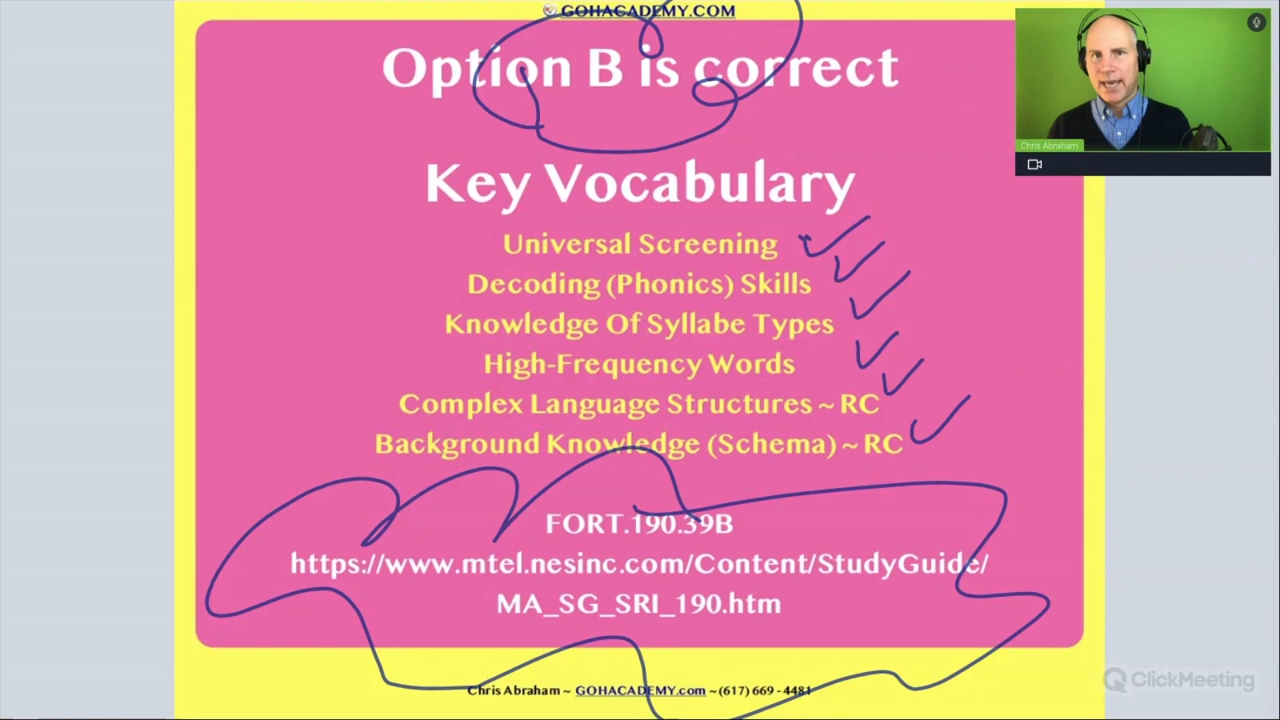 GOHACADEMY.COM
Option B is correct
Chris Abraham
Key Vocabulary
Universal Screening
Decoding (Phonics) Skills
Knowledge Of Syllabe Types
High-Frequency Words
Complex Language Structures ~ RC
Background Knowledge (Schema) ~ RC
FORT.190.39B
https://www.mtel.nesinc.com/Content/StudyGuide/
MA_SG_SRI_190.htm
ClickMeeting
Chris Abraham ~ GOHACADEMY.com ~ (617) 669 - 4481